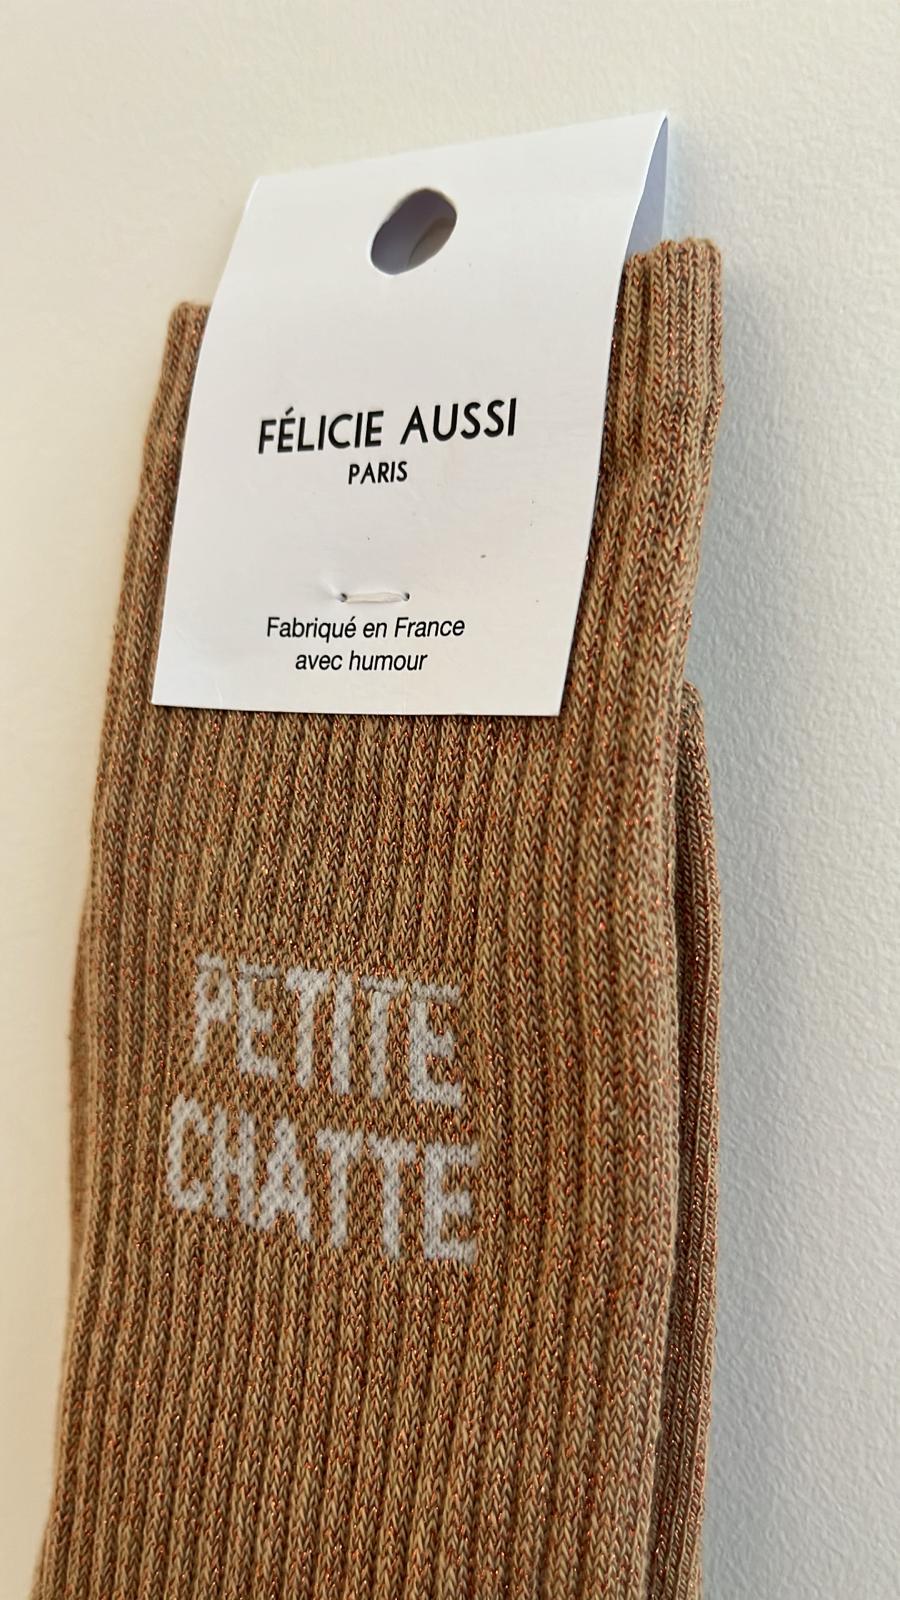 FÉLICIE AUSSI
PARIS
Fabriqué en France
avec humour
PETITE
CHATTE